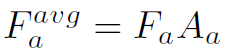 $F_a^{avg} = F_a A_a$